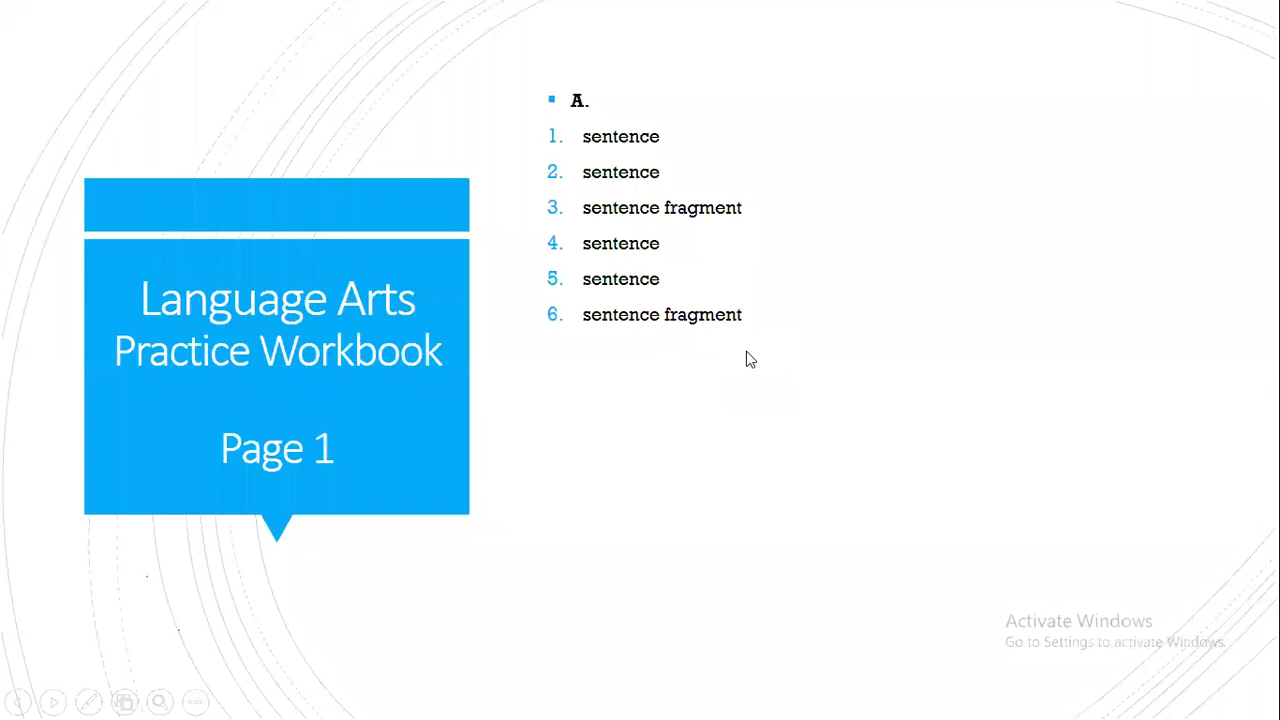 Language Arts
Practice Workbook
Page 1
A.
1. sentence
2. sentence
3. sentence fragment
4. sentence
5. sentence
6. sentence fragment
Activate Windows
Go to Settings to activate Windows.